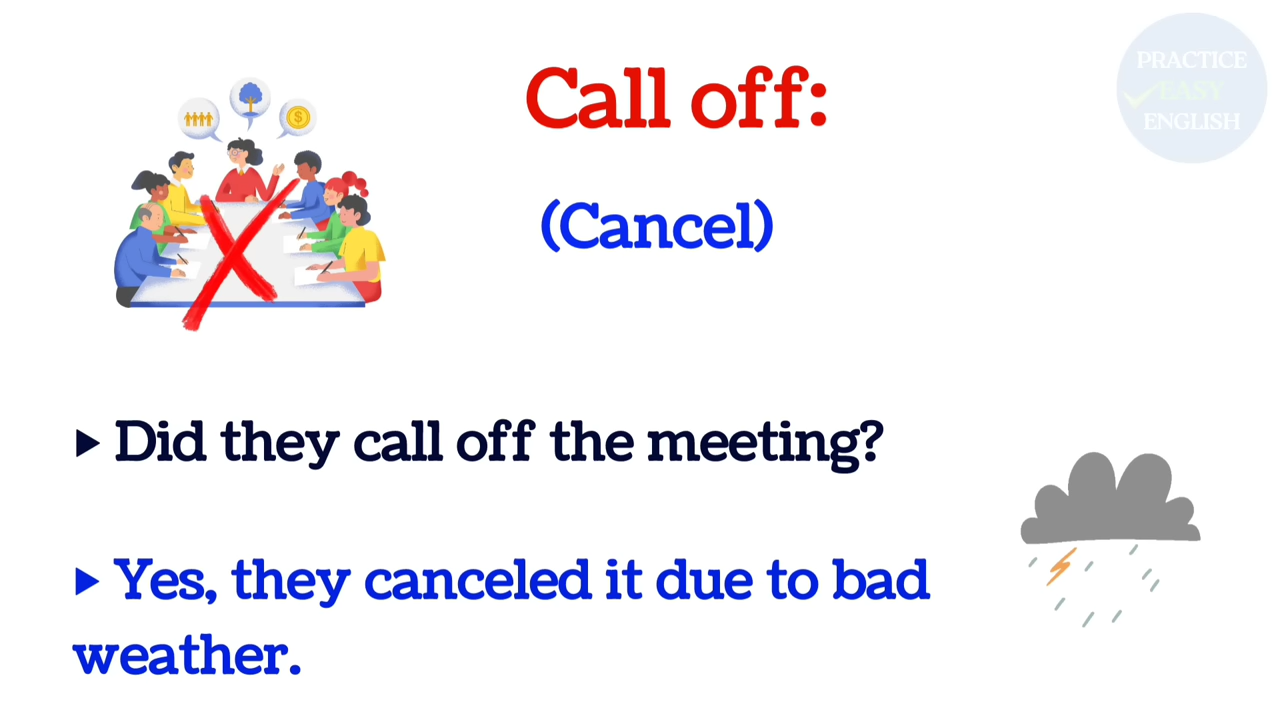 PRACTICE
EASY
ENGLISH
Call off:
(Cancel)
▸ Did they call off the meeting?
▸ Yes, they canceled it due to bad
weather.